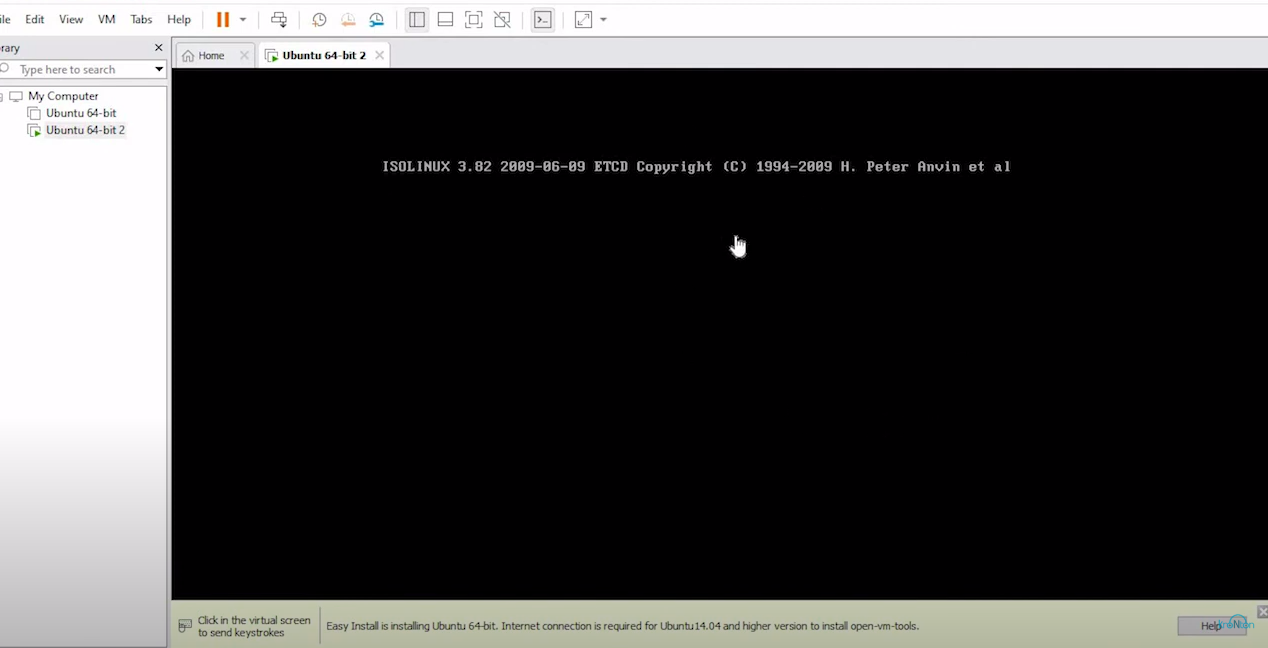 ile Edit View VM Tabs Help
rary
Type here to search
Home
Ubuntu 64-bit 2
My Computer
Ubuntu 64-bit
Ubuntu 64-bit 2
ISOLINUX 3.82 2009-06-09 ETCD Copyright (C) 1994-2009 H. Peter Anvin et al
Click in the virtual screen
to send keystrokes
Easy Install is installing Ubuntu 64-bit. Internet connection is required for Ubuntu14.04 and higher version to install open-vm-tools.
Help